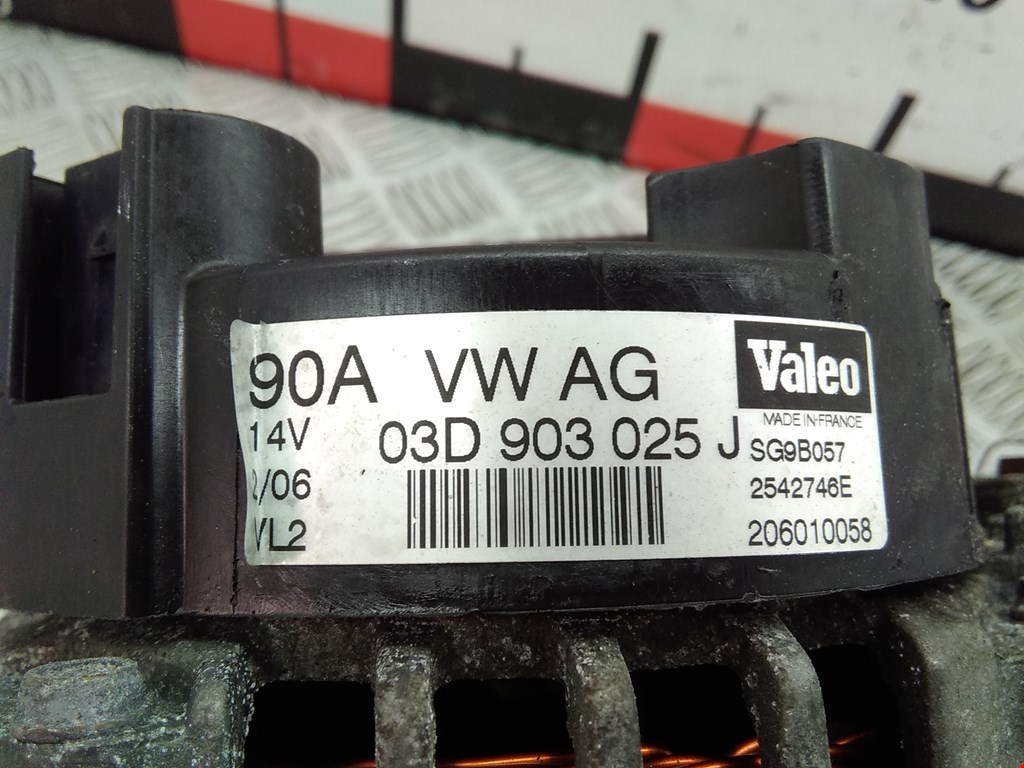 90A VW AG
Valeo
MADE IN FRANCE
14V 03D 903 025 J
SG9B057
/06
2542746E
VL2
206010058